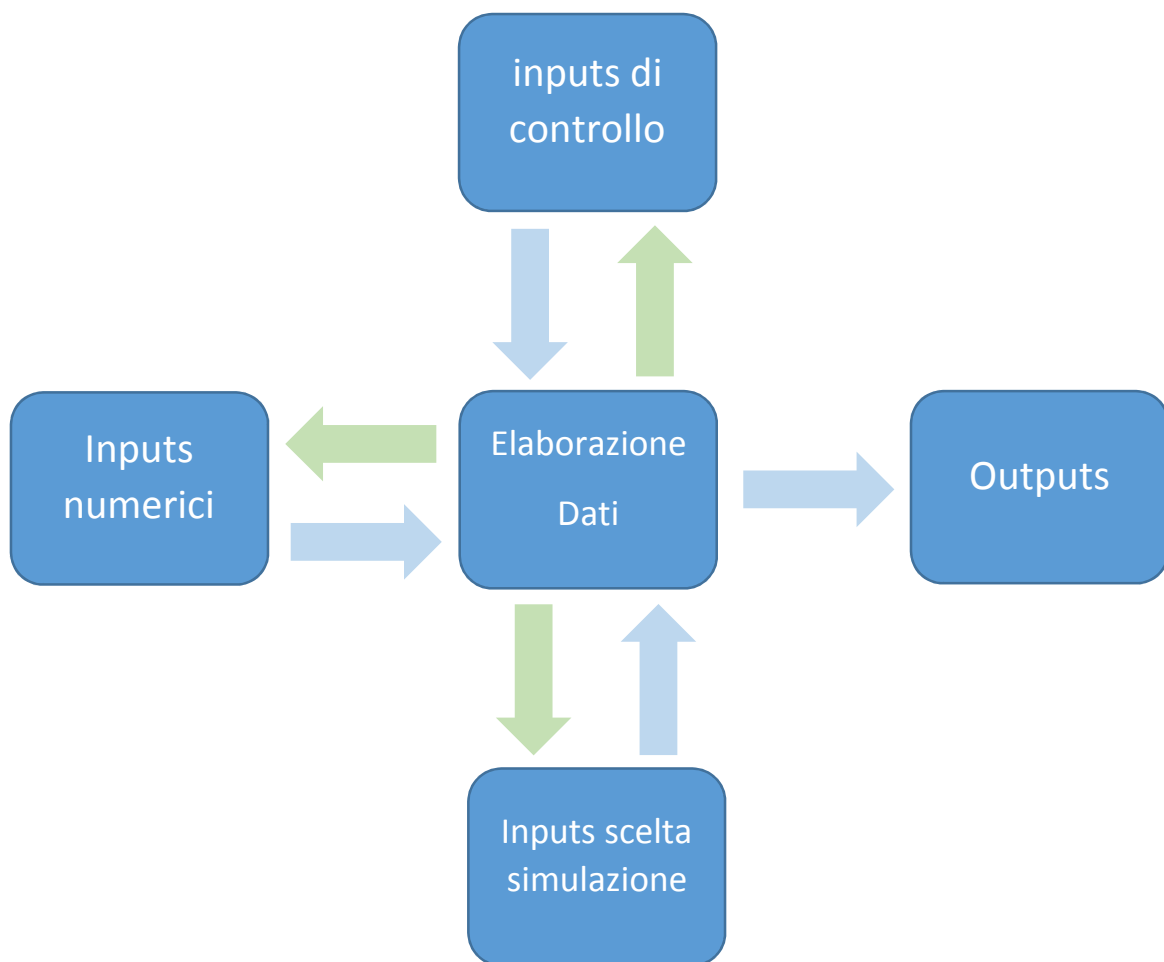 inputs di
controllo
Inputs
numerici
Elaborazione
Dati
Outputs
Inputs scelta
simulazione